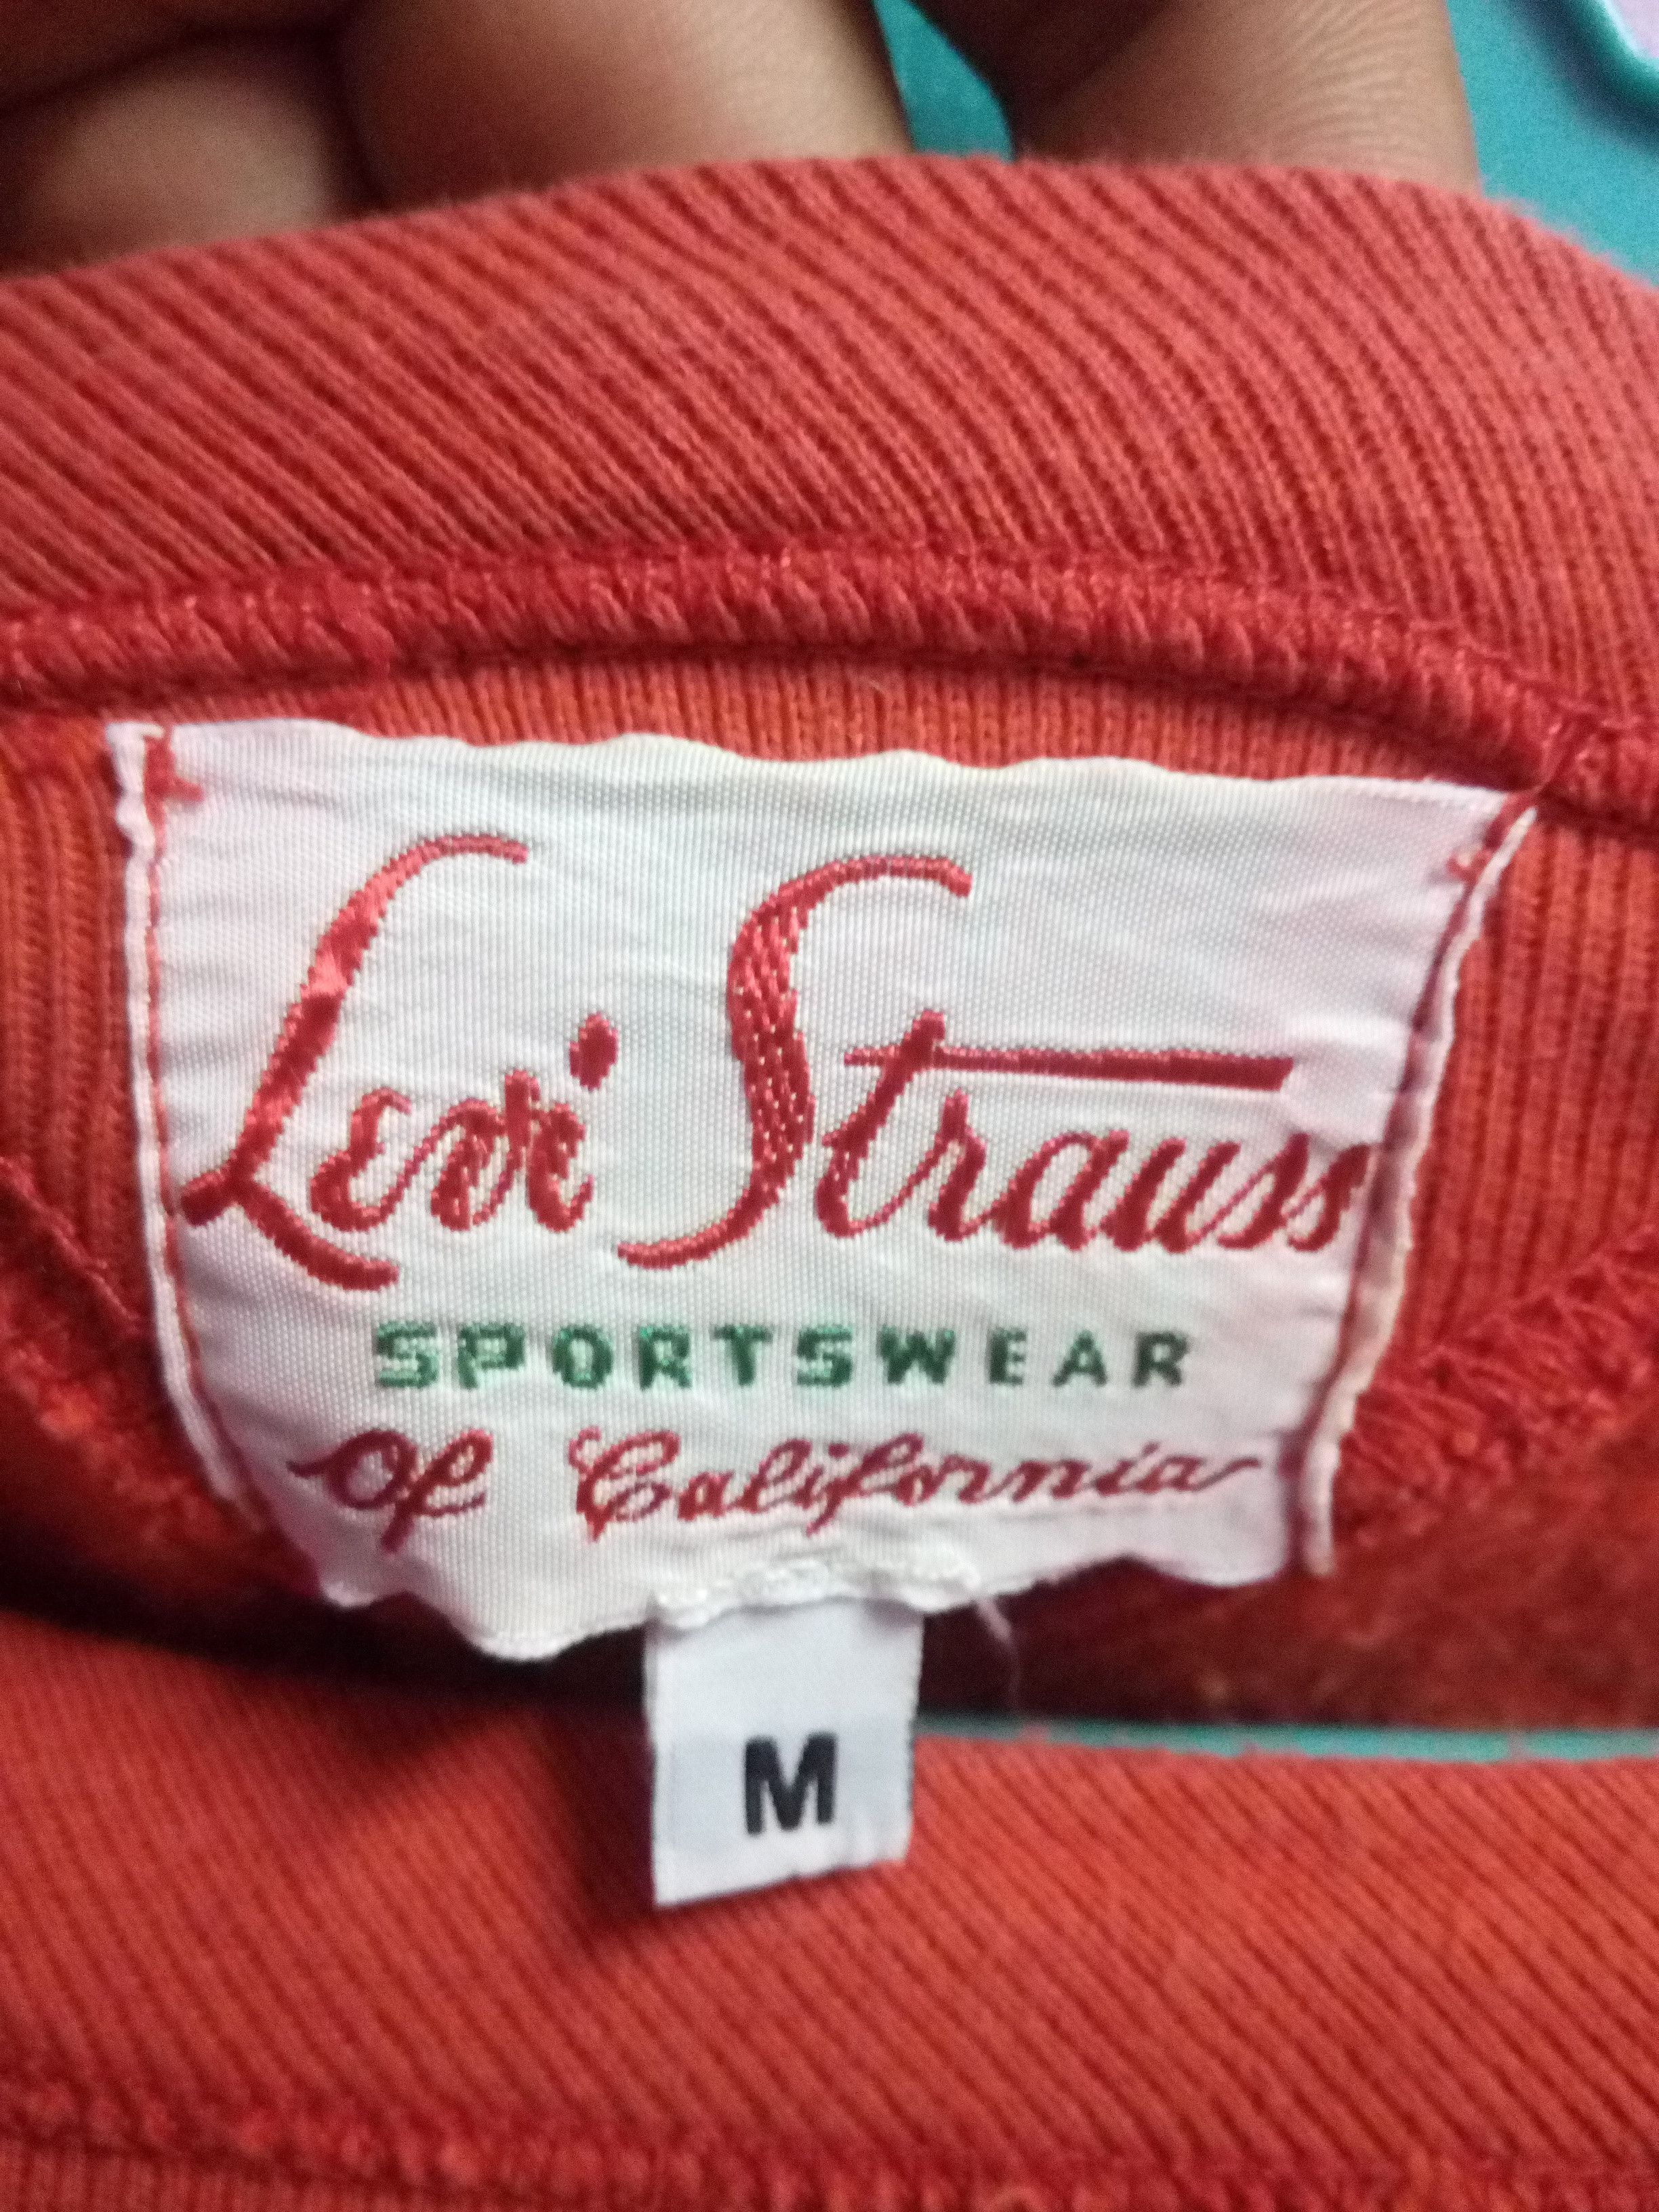 Levi Strauss
SPORTSWEAR
Of California
M